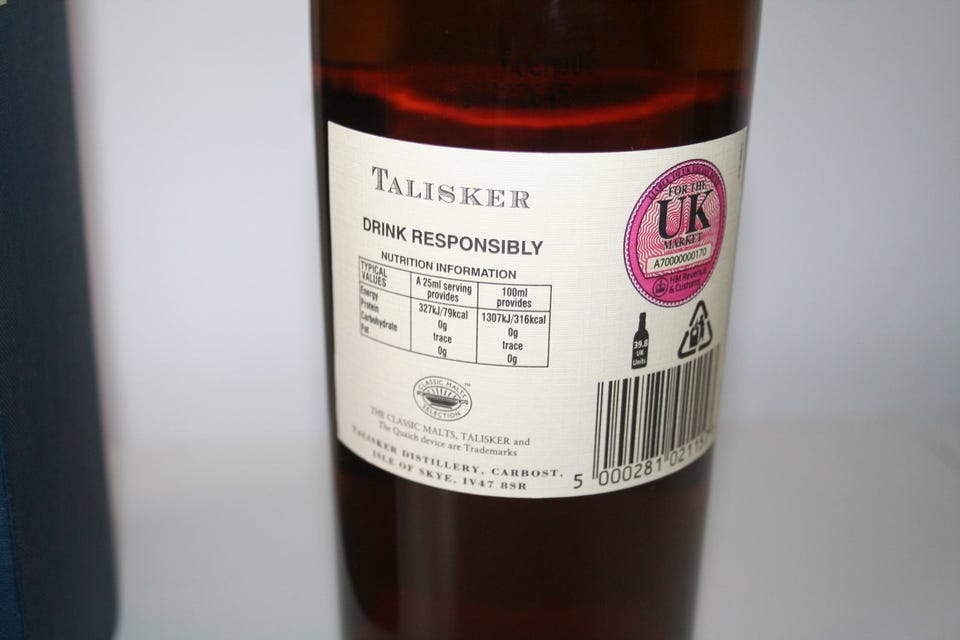 TALISKER
DRINK RESPONSIBLY
NUTRITION INFORMATION
TYPICAL VALUES A 25ml serving provides 100ml provides
Energy 327kJ/79kcal 1307kJ/316kcal
Protein 0g 0g
Carbohydrate trace trace
Fat 0g 0g
CLASSIC MALTS
SELECTION
™
THE CLASSIC MALTS, TALISKER and
The Quaich device are Trademarks
TALISKER DISTILLERY, CARBOST,
ISLE OF SKYE, IV47 8SR
FOR THE
UK
MARKET
A70000000170
HM Revenue
& Customs
39.8
UK
Units
5 000281 0211